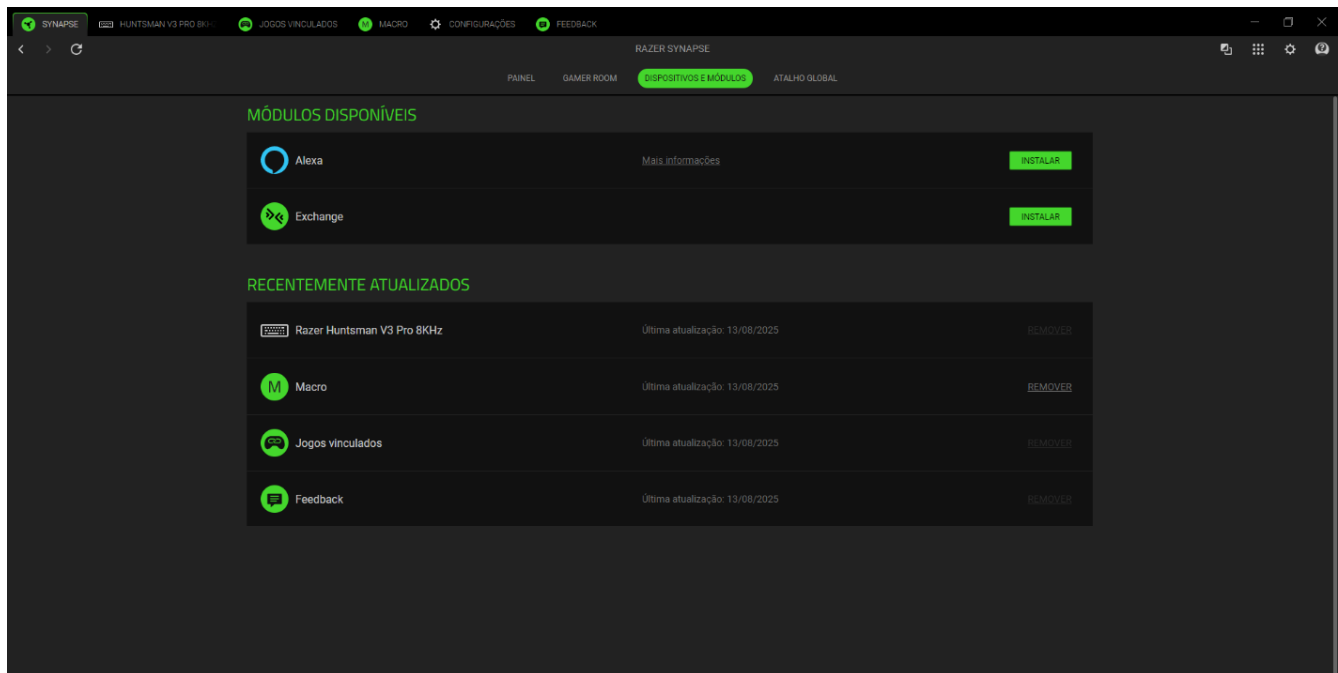 SYNAPSE HUNTSMAN V3 PRO 8KH JOGOS VINCULADOS M MACRO CONFIGURAÇÕES FEEDBACK
RAZER SYNAPSE
PAINEL GAMER ROOM DISPOSITIVOS E MÓDULOS ATALHO GLOBAL
MÓDULOS DISPONÍVEIS
Alexa Mais informações INSTALAR
Exchange INSTALAR
RECENTEMENTE ATUALIZADOS
Razer Huntsman V3 Pro 8KHz Última atualização: 13/08/2025 REMOVER
M Macro Última atualização: 13/08/2025 REMOVER
Jogos vinculados Última atualização: 13/08/2025 REMOVER
Feedback Última atualização: 13/08/2025 REMOVER